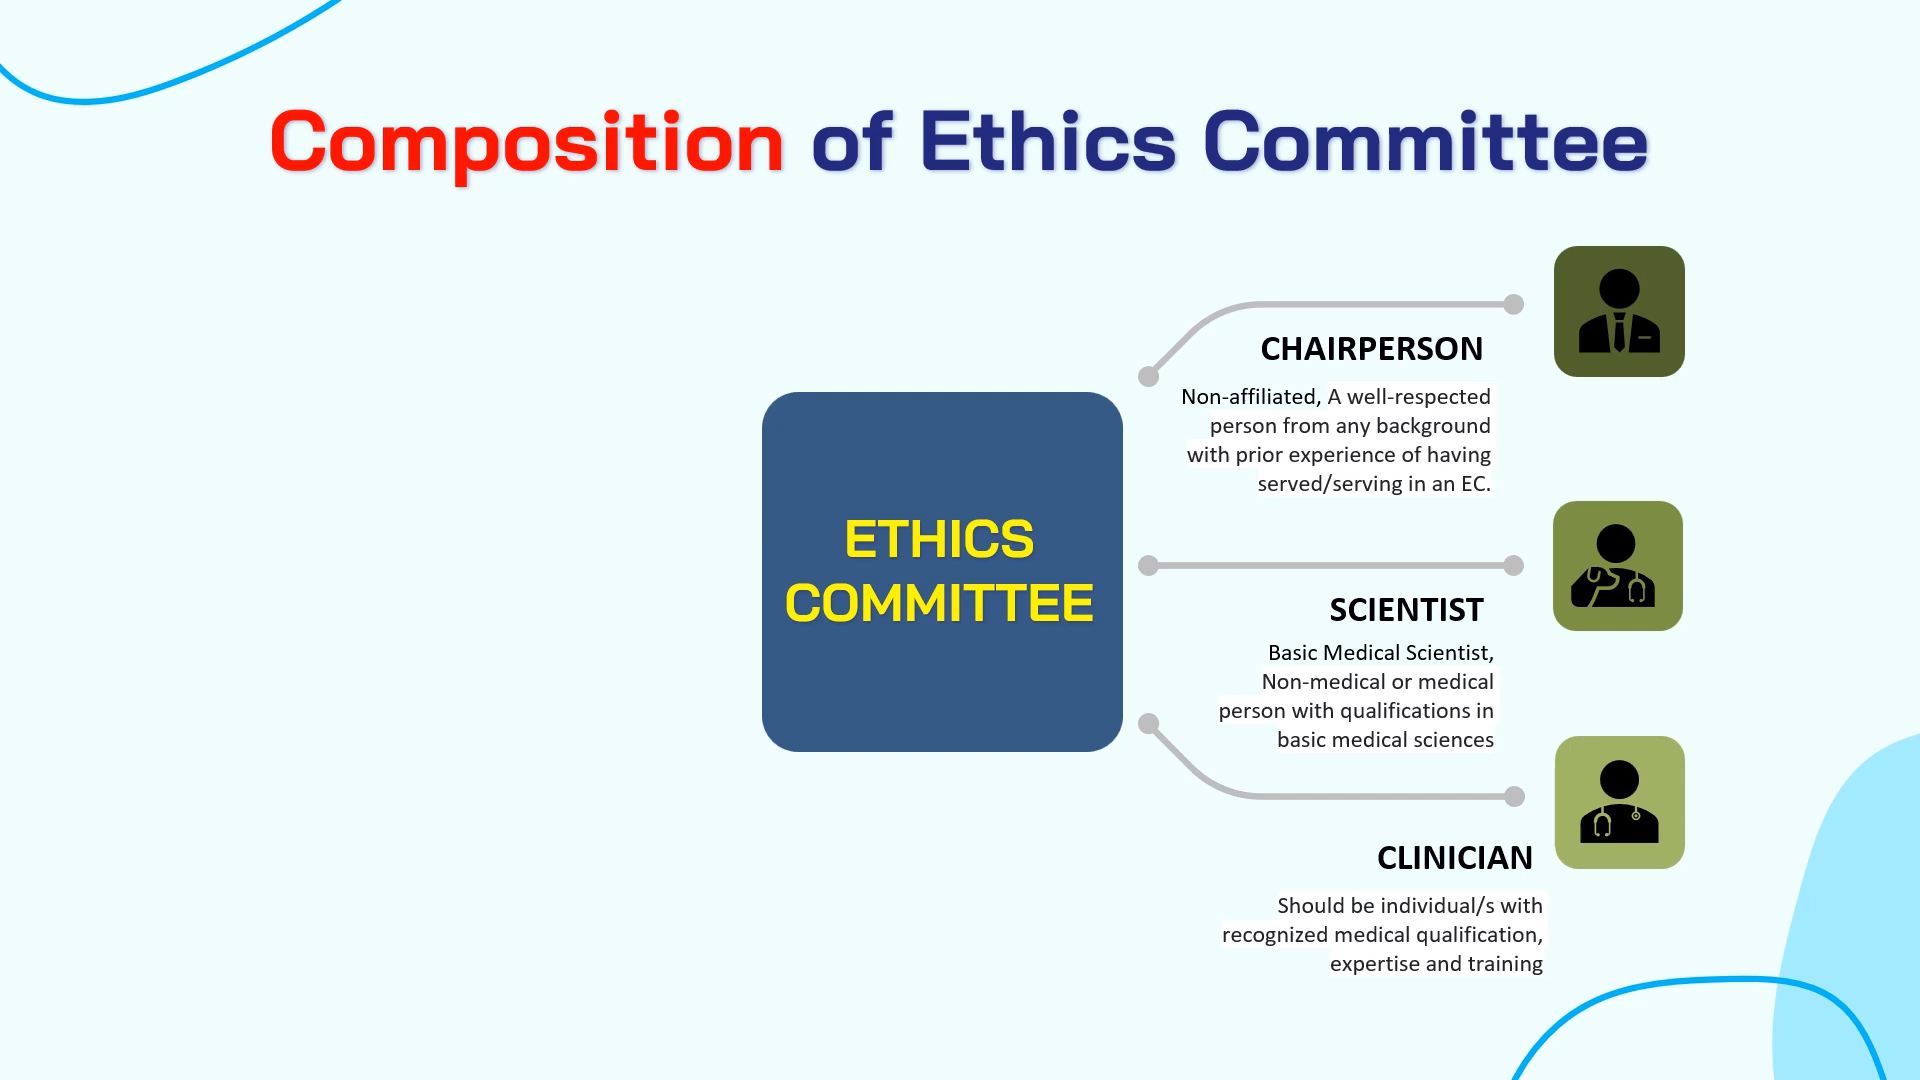 Composition of Ethics Committee
ETHICS
COMMITTEE
CHAIRPERSON
Non-affiliated, A well-respected
person from any background
with prior experience of having
served/serving in an EC.
SCIENTIST
Basic Medical Scientist,
Non-medical or medical
person with qualifications in
basic medical sciences
CLINICIAN
Should be individual/s with
recognized medical qualification,
expertise and training